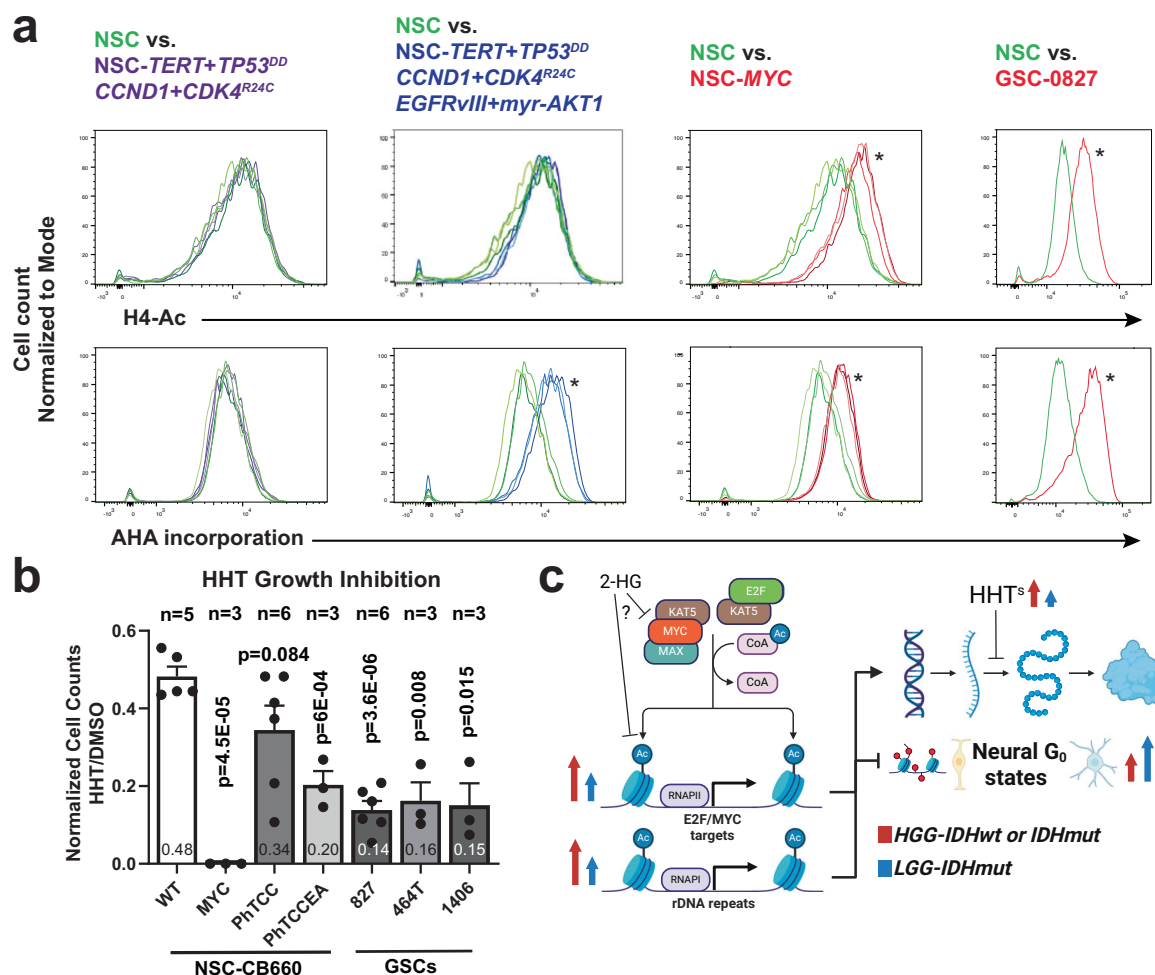 a
NSC vs.
NSC-TERT+TP53DD
CCND1+CDK4R24C
NSC vs.
NSC-TERT+TP53DD
CCND1+CDK4R24C
EGFRvIII+myr-AKT1
NSC vs.
NSC-MYC
NSC vs.
GSC-0827
Cell count
Normalized to Mode
*
*
H4-Ac
*
*
*
AHA incorporation
b
HHT Growth Inhibition
n=5 n=3 n=6 n=3 n=6 n=3 n=3
Normalized Cell Counts
HHT/DMSO
0.6
0.4
0.2
0.0
p=4.5E-05
p=0.084
p=6E-04
p=3.6E-06
p=0.008
p=0.015
0.48 0.34 0.20 0.14 0.16 0.15
WT
MYC
PhTCC
PhTCCEA
827
464T
1406
NSC-CB660
GSCs
c
2-HG
?
KAT5
MYC
MAX
E2F
KAT5
CoA
Ac
CoA
Ac
Ac
RNAPII
E2F/MYC
targets
Ac
Ac
RNAPI
rDNA repeats
HHTs
Neural G0
states
HGG-IDHwt or IDHmut
LGG-IDHmut